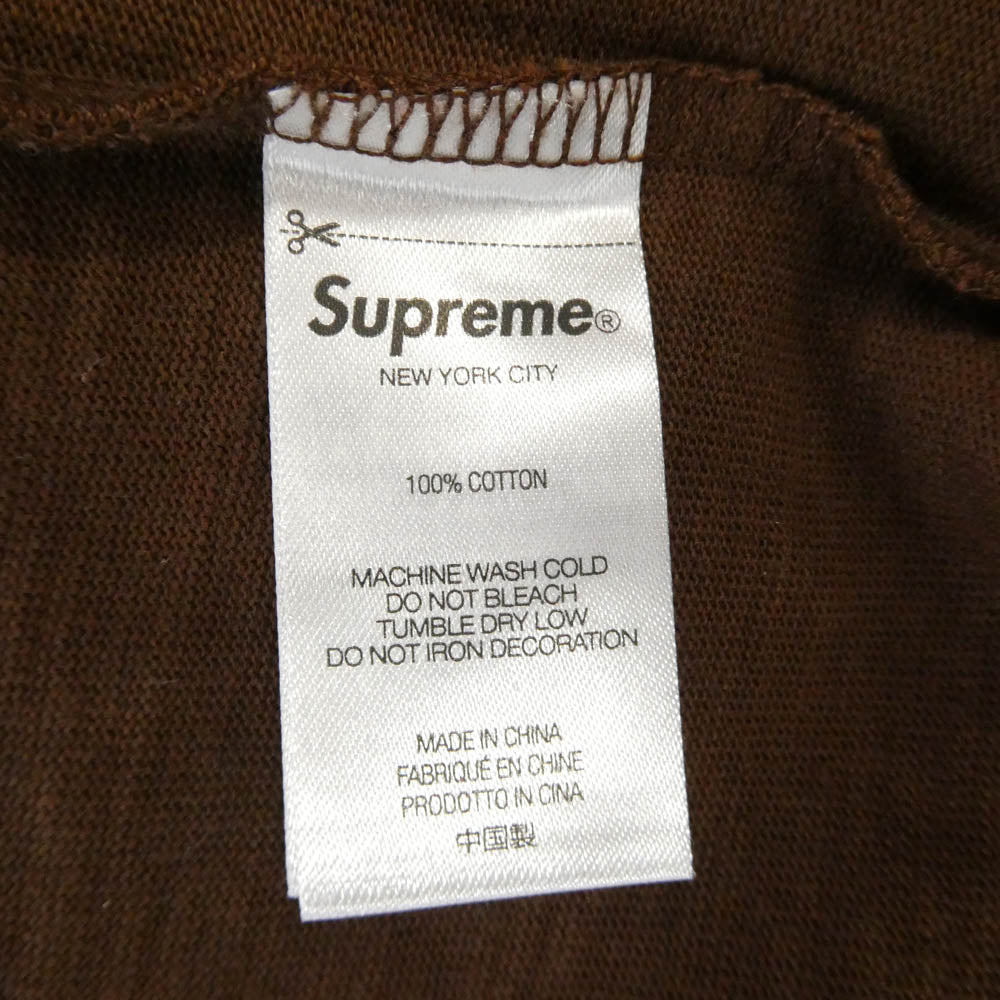 Supreme®
NEW YORK CITY
100% COTTON
MACHINE WASH COLD
DO NOT BLEACH
TUMBLE DRY LOW
DO NOT IRON DECORATION
MADE IN CHINA
FABRIQUÉ EN CHINE
PRODOTTO IN CINA
中国製